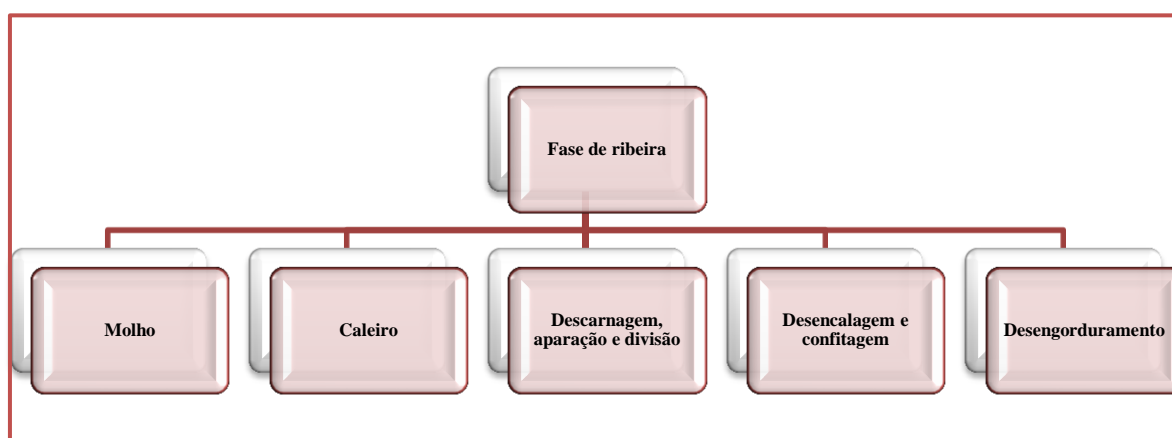 Fase de ribeira
Molho
Caleiro
Descarnagem,
aparação e divisão
Desencalagem e
confitagem
Desengorduramento